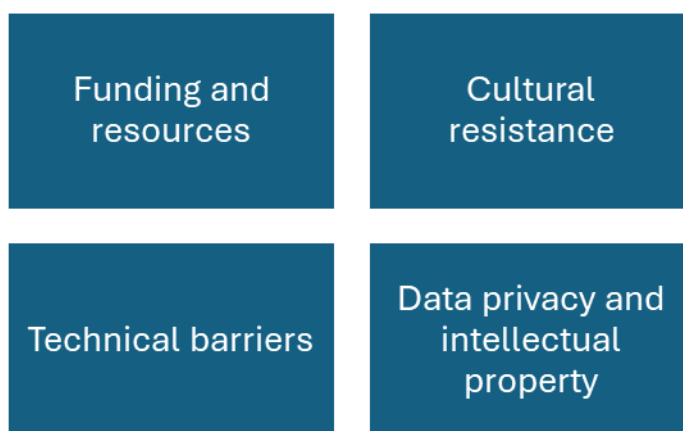 Funding and
resources
Cultural
resistance
Technical barriers
Data privacy and
intellectual
property